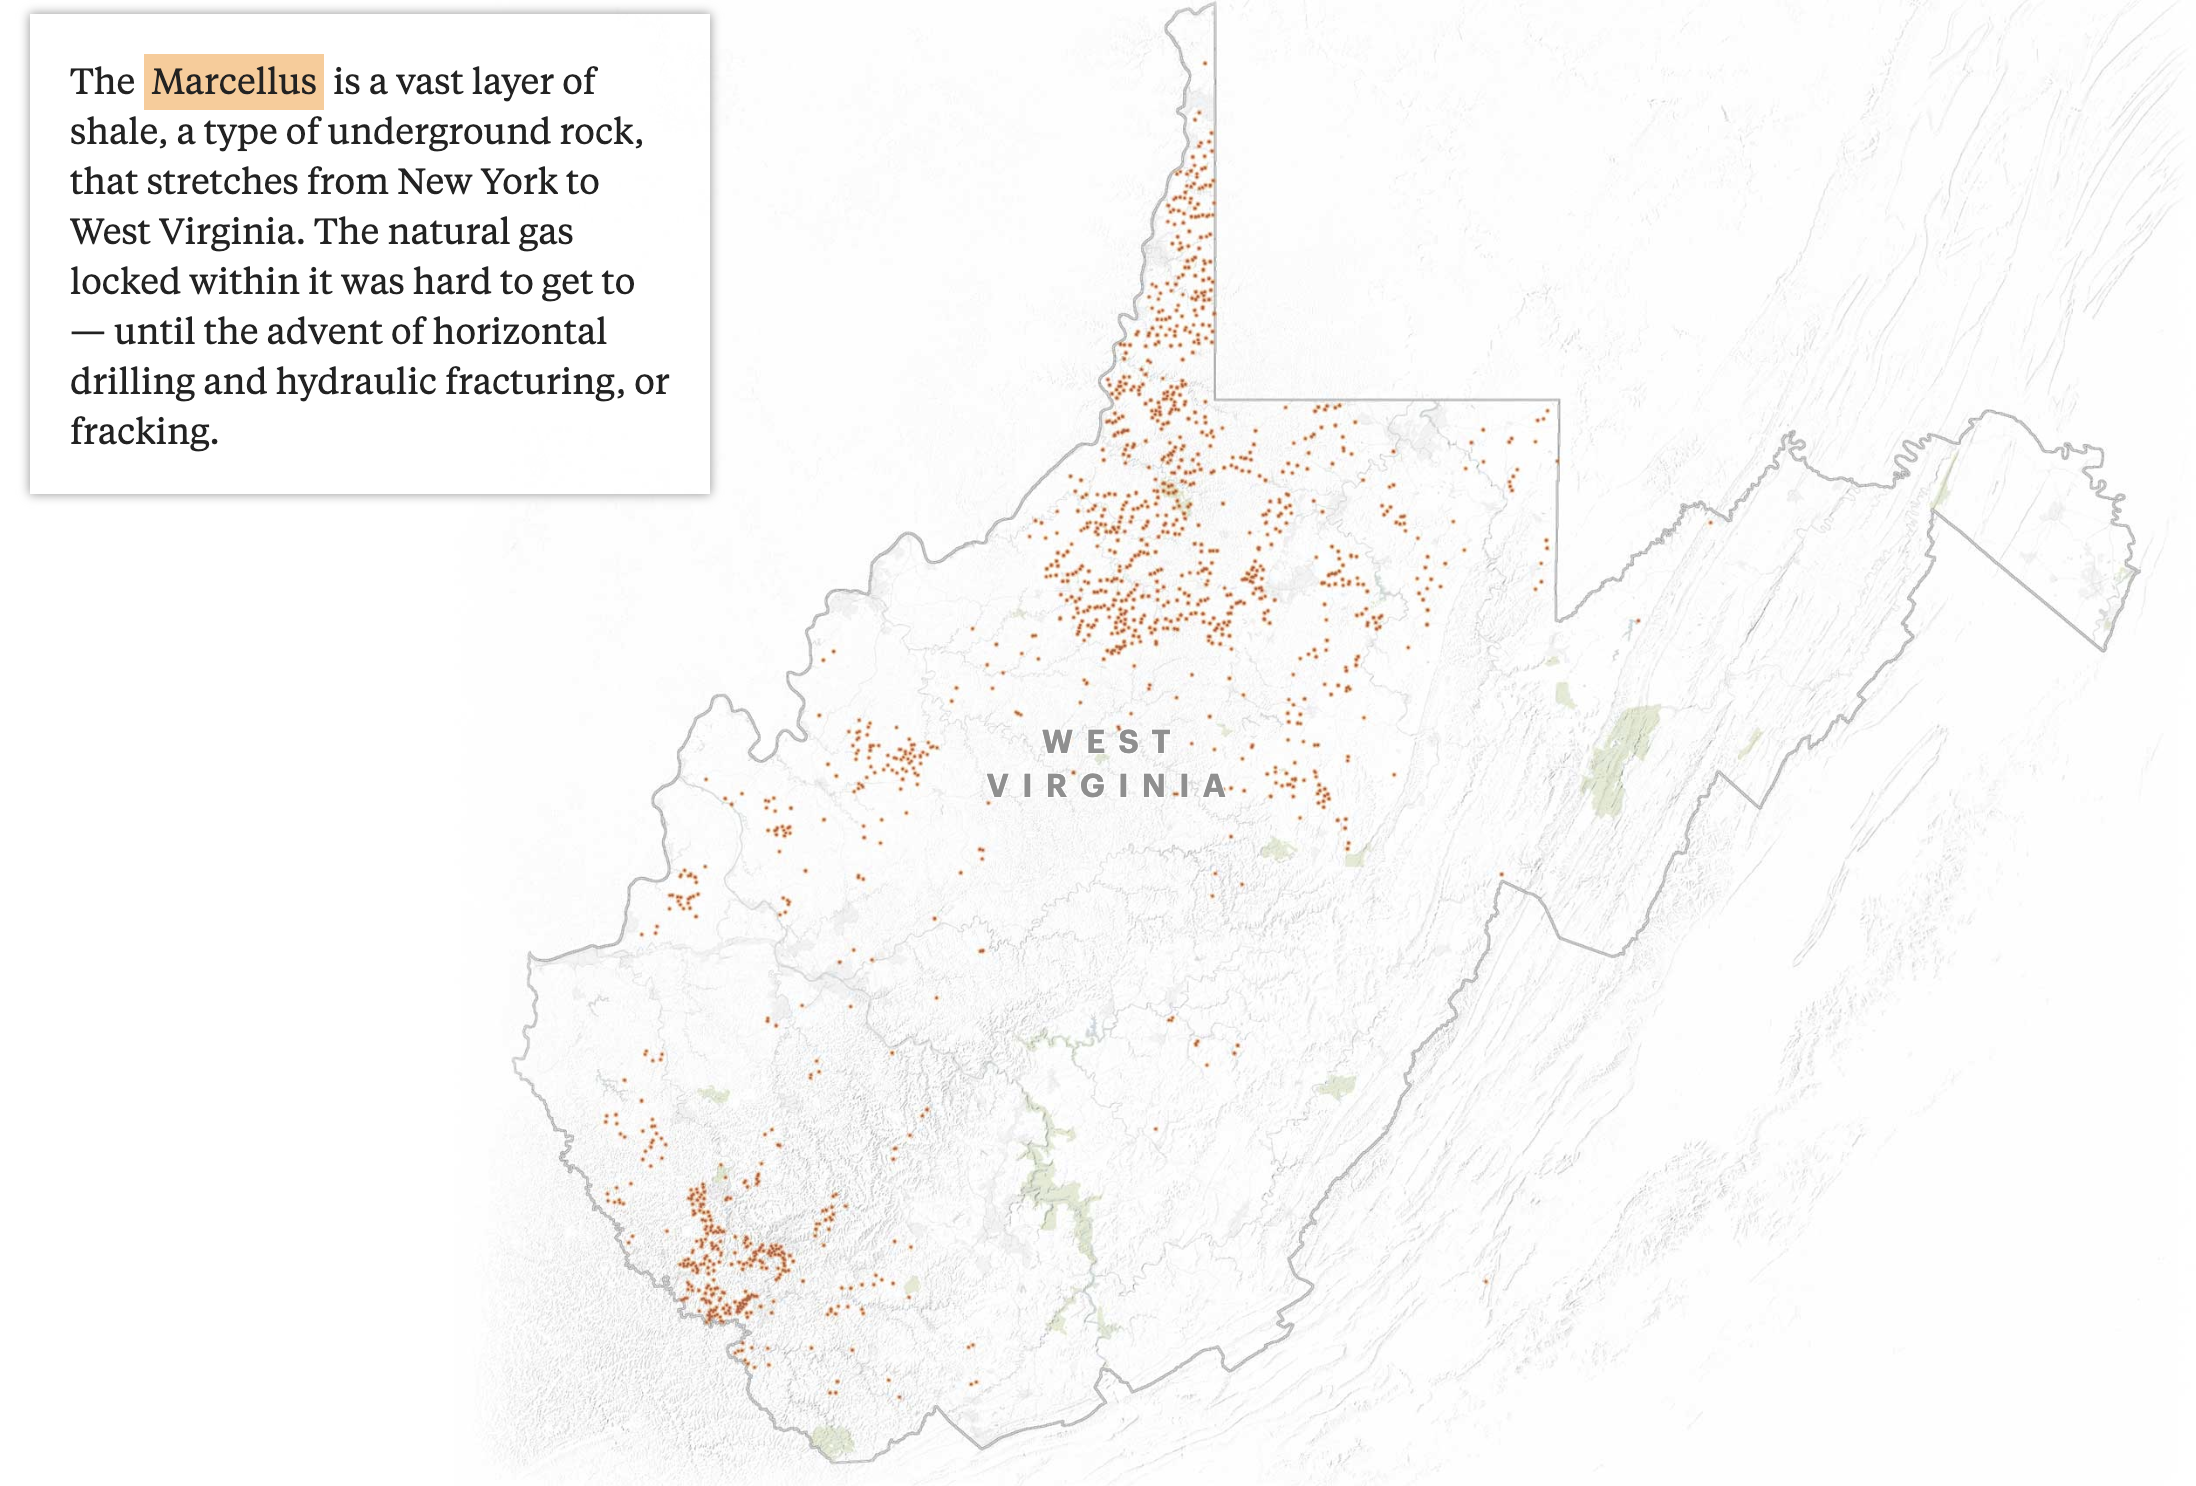 The Marcellus is a vast layer of
shale, a type of underground rock,
that stretches from New York to
West Virginia. The natural gas
locked within it was hard to get to
— until the advent of horizontal
drilling and hydraulic fracturing, or
fracking.
WEST
VIRGINIA